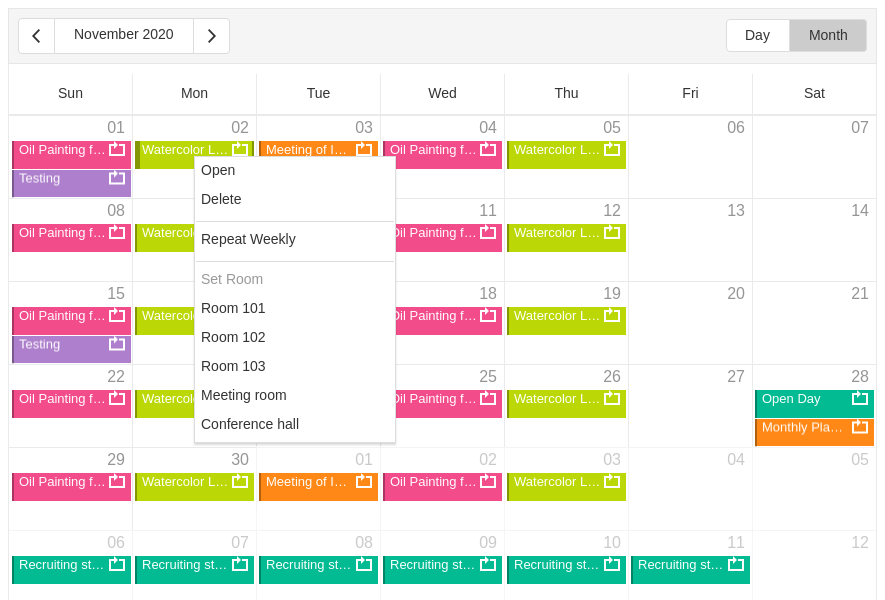 November 2020
Day Month
Sun Mon Tue Wed Thu Fri Sat
01 02 03 04 05 06 07
Oil Painting f… Watercolor L… Meeting of I… Oil Painting f… Watercolor L…
Testing
Open
Delete
Repeat Weekly
Set Room
Room 101
Room 102
Room 103
Meeting room
Conference hall
08 11 12 13 14
Oil Painting f… Oil Painting f… Watercolor L…
15 18 19 20 21
Oil Painting f… Oil Painting f… Watercolor L…
Testing
22 25 26 27 28
Oil Painting f… Oil Painting f… Watercolor L… Open Day
Monthly Pla…
29 30 01 02 03 04 05
Oil Painting f… Watercolor L… Meeting of I… Oil Painting f… Watercolor L…
06 07 08 09 10 11 12
Recruiting st… Recruiting st… Recruiting st… Recruiting st… Recruiting st… Recruiting st…